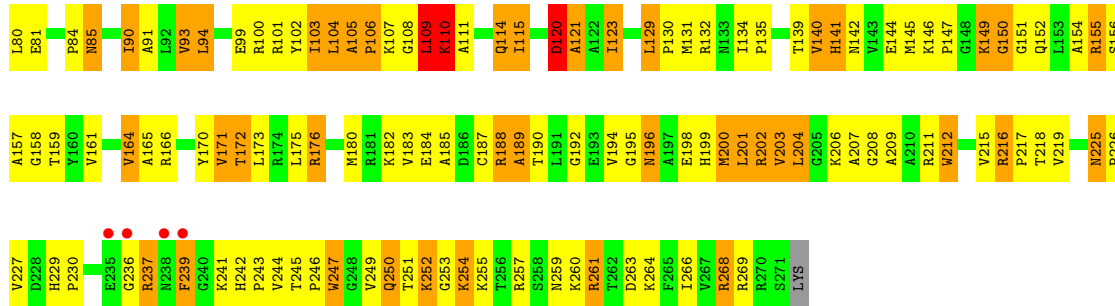 L80 E81 P84 N85 I90 A91 L92 V93 L94 E99 R100 R101 Y102 I103 L104 A105 P106 K107 G108 L109 K110 A111 Q114 I115 D120 A121 A122 I123 L129 P130 M131 R132 N133 I134 P135 T139 V140 H141 N142 V143 E144 M145 K146 P147 G148 K149 G150 G151 Q152 L153 A154 R155 S156
A157 G158 T159 Y160 V161 V164 A165 R166 Y170 V171 T172 L173 R174 L175 R176 M180 R181 K182 V183 E184 A185 D186 C187 R188 A189 T190 L191 G192 E193 V194 G195 N196 A197 E198 H199 M200 L201 R202 V203 L204 G205 K206 A207 G208 A209 A210 R211 W212 V215 R216 P217 T218 V219 N225 P226
V227 D228 H229 P230 E235 G236 R237 N238 F239 G240 K241 H242 P243 V244 T245 P246 W247 G248 V249 Q250 T251 K252 G253 K254 K255 T256 R257 S258 N259 K260 R261 T262 D263 K264 F265 I266 V267 R268 R269 R270 S271 LYS